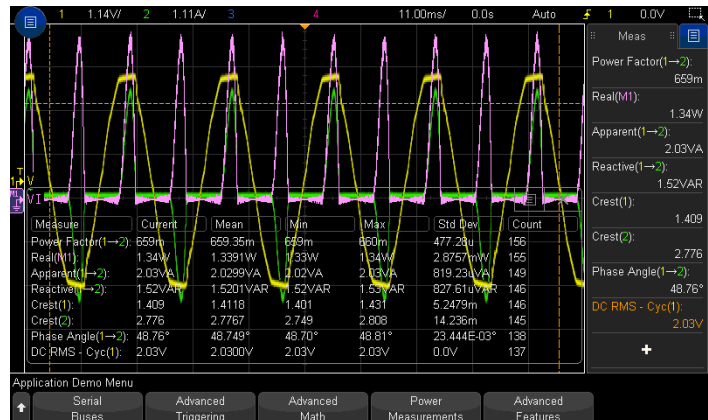 1 1.14V/ 2 1.11A/ 3 4 11.00ms/ 0.0s Auto 1 0.0V
Meas
Power Factor(1→2):
659m
Real(M1):
1.34W
Apparent(1→2):
2.03VA
Reactive(1→2):
1.52VAR
Crest(1):
1.409
Crest(2):
2.776
Phase Angle(1→2):
48.76°
DC RMS - Cyc(1):
2.03V
+
T
1 V
M1 VI
Measure Current Mean Min Max Std Dev Count
Power Factor(1→2): 659m 659.35m 659m 660m 477.28u 156
Real(M1): 1.34W 1.3391W 1.33W 1.34W 2.8757mW 155
Apparent(1→2): 2.03VA 2.0299VA 2.02VA 2.03VA 819.23uVA 149
Reactive(1→2): 1.52VAR 1.5201VAR 1.52VAR 1.53VAR 827.61uVAR 146
Crest(1): 1.409 1.4118 1.401 1.431 5.2479m 146
Crest(2): 2.776 2.7767 2.749 2.808 14.236m 145
Phase Angle(1→2): 48.76° 48.749° 48.70° 48.81° 23.444E-03° 138
DC RMS - Cyc(1): 2.03V 2.0300V 2.03V 2.03V 0.0V 137
Application Demo Menu
Serial Buses
Advanced Triggering
Advanced Math
Power Measurements
Advanced Features